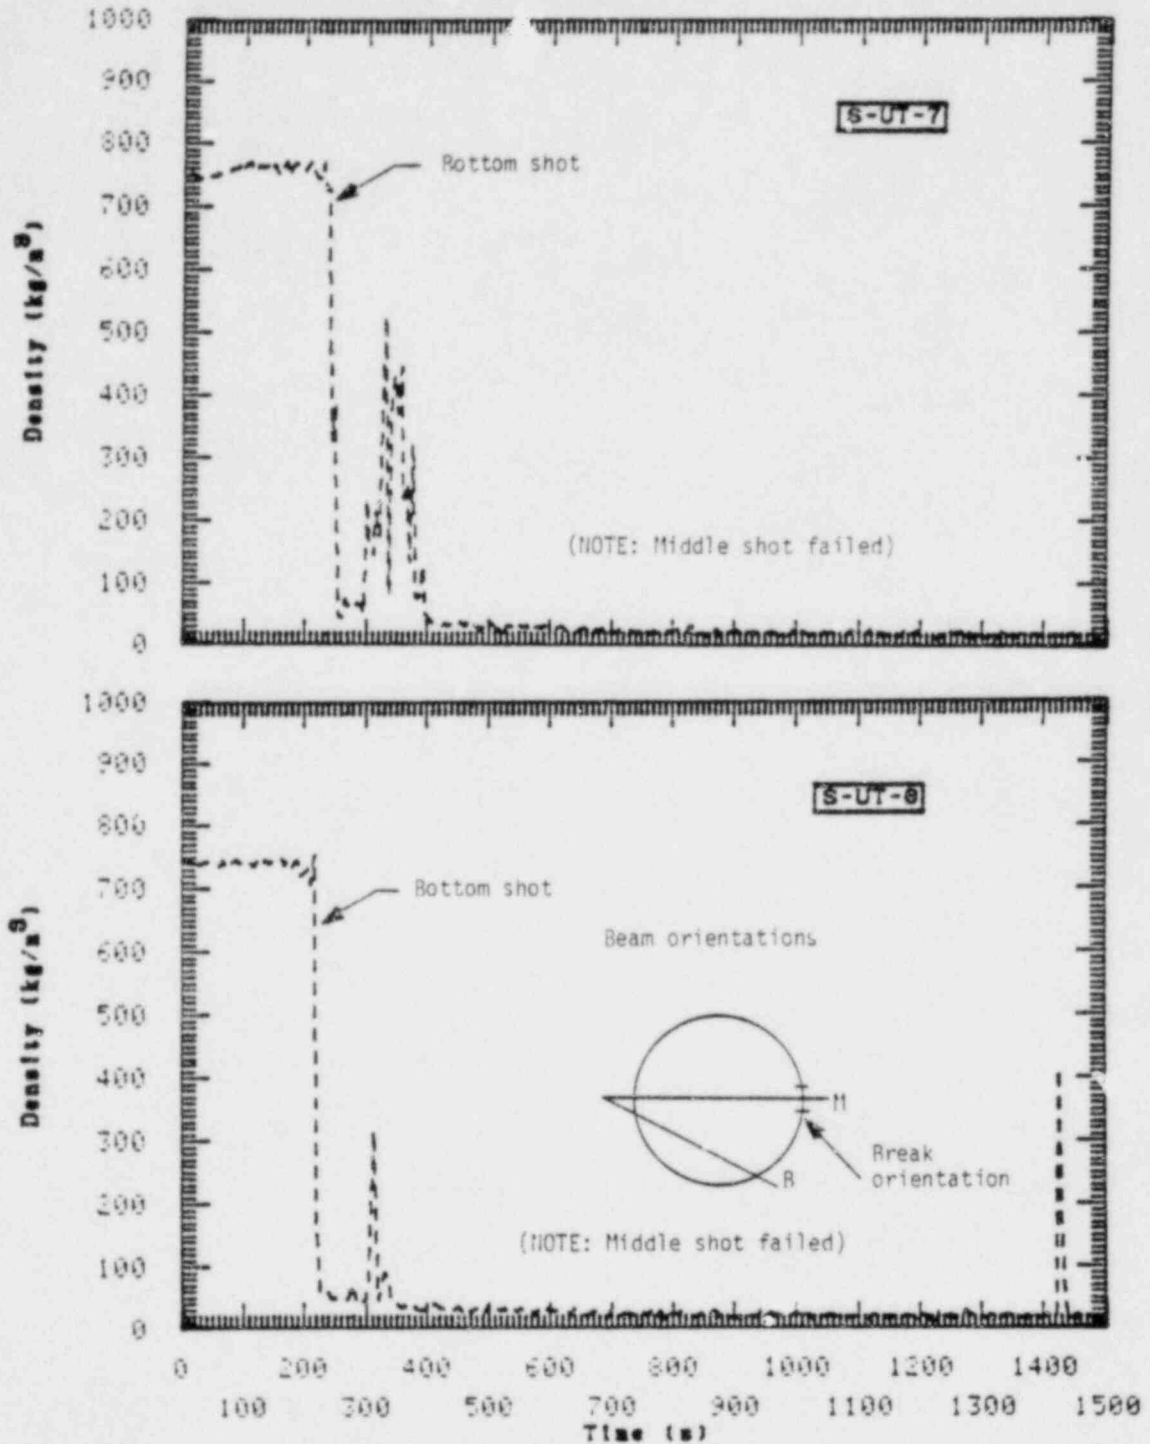 1000
900
800
700
600
500
400
300
200
100
0
Density (kg/m³)
S-UT-7
Bottom shot
(NOTE: Middle shot failed)
1000
900
800
700
600
500
400
300
200
100
0
Density (kg/m³)
S-UT-8
Bottom shot
Beam orientations
M
B
Break
orientation
(NOTE: Middle shot failed)
0 200 400 600 800 1000 1200 1400
100 300 500 700 900 1100 1300 1500
Time (s)